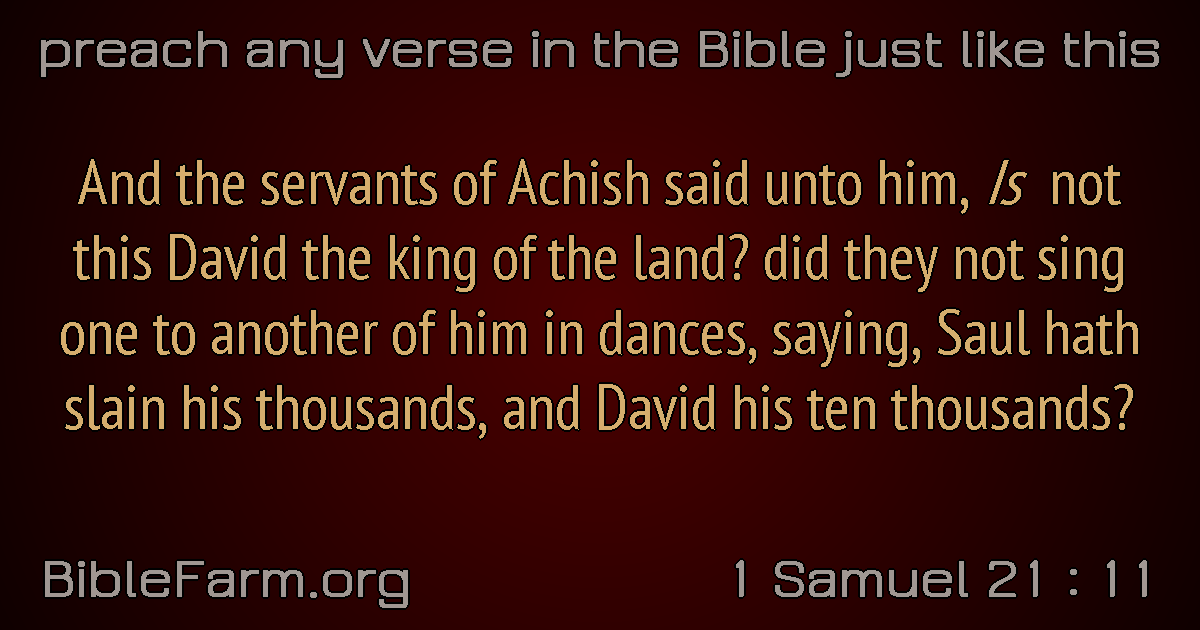 preach any verse in the Bible just like this
And the servants of Achish said unto him, Is not
this David the king of the land? did they not sing
one to another of him in dances, saying, Saul hath
slain his thousands, and David his ten thousands?
BibleFarm.org
1 Samuel 21 : 11